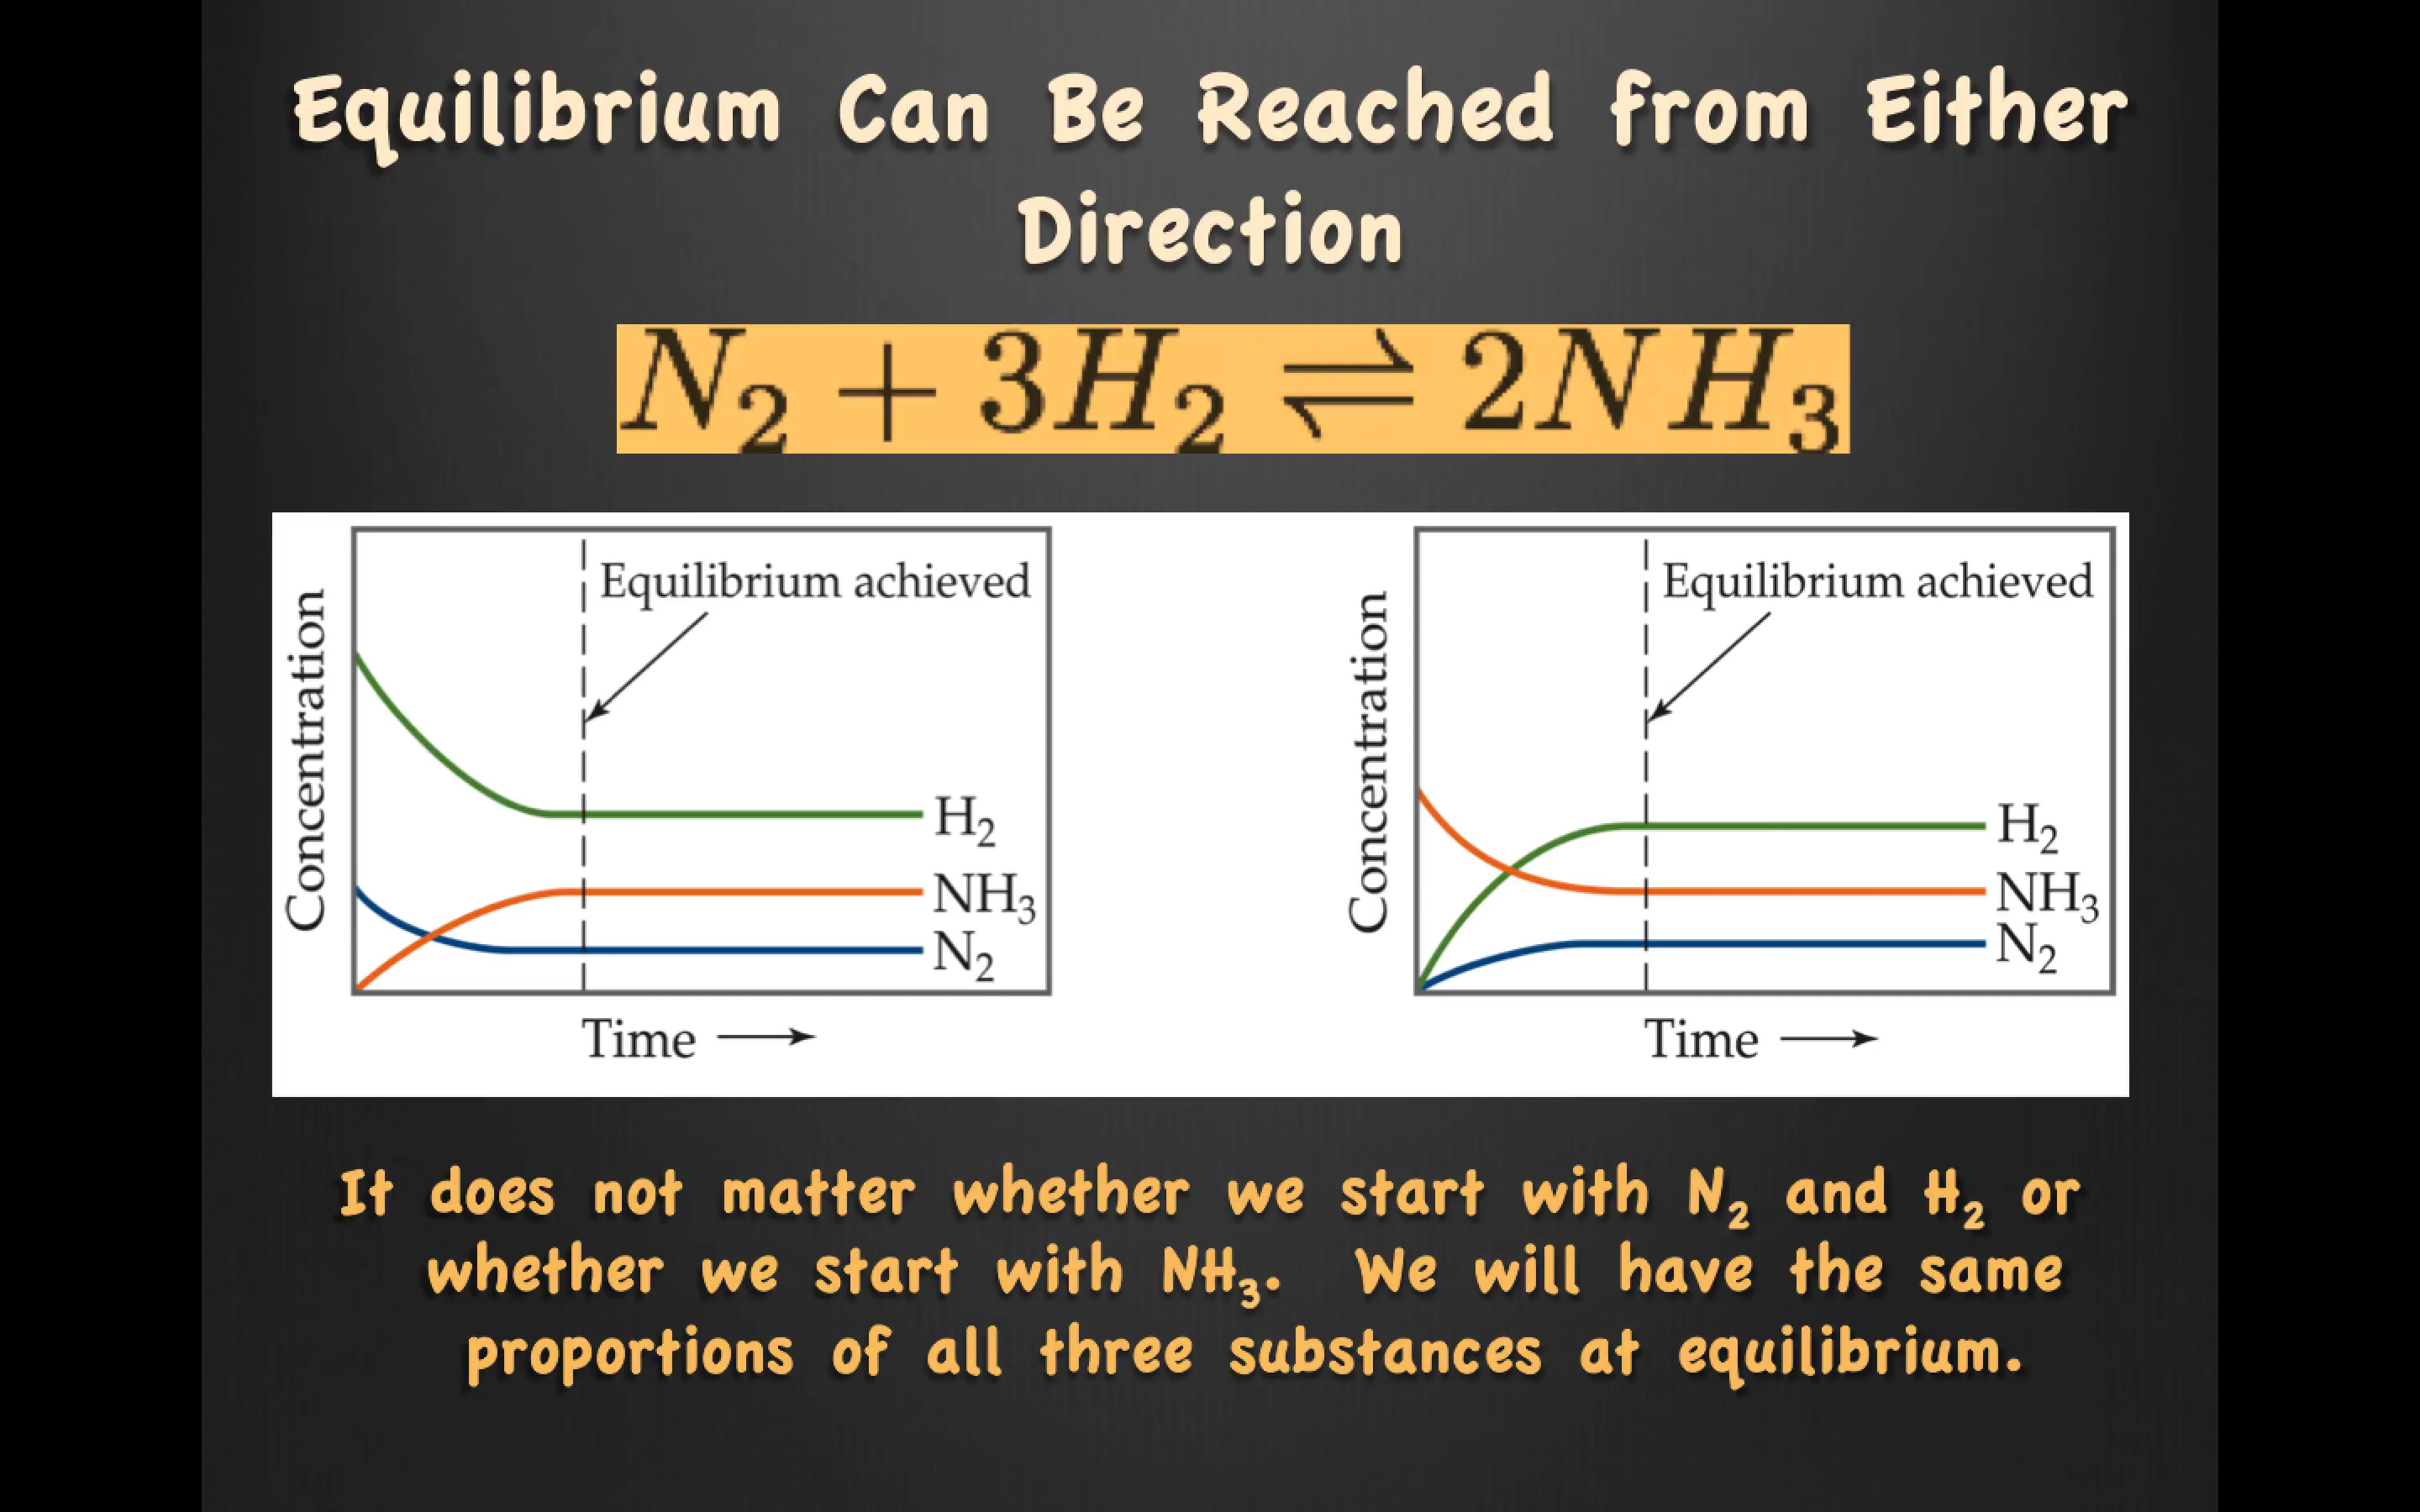 Equilibrium Can Be Reached from Either
Direction
N₂ + 3H₂ ⇌ 2NH₃
Concentration
Equilibrium achieved
H₂
NH₃
N₂
Time →
Concentration
Equilibrium achieved
H₂
NH₃
N₂
Time →
It does not matter whether we start with N₂ and H₂ or
whether we start with NH₃. We will have the same
proportions of all three substances at equilibrium.